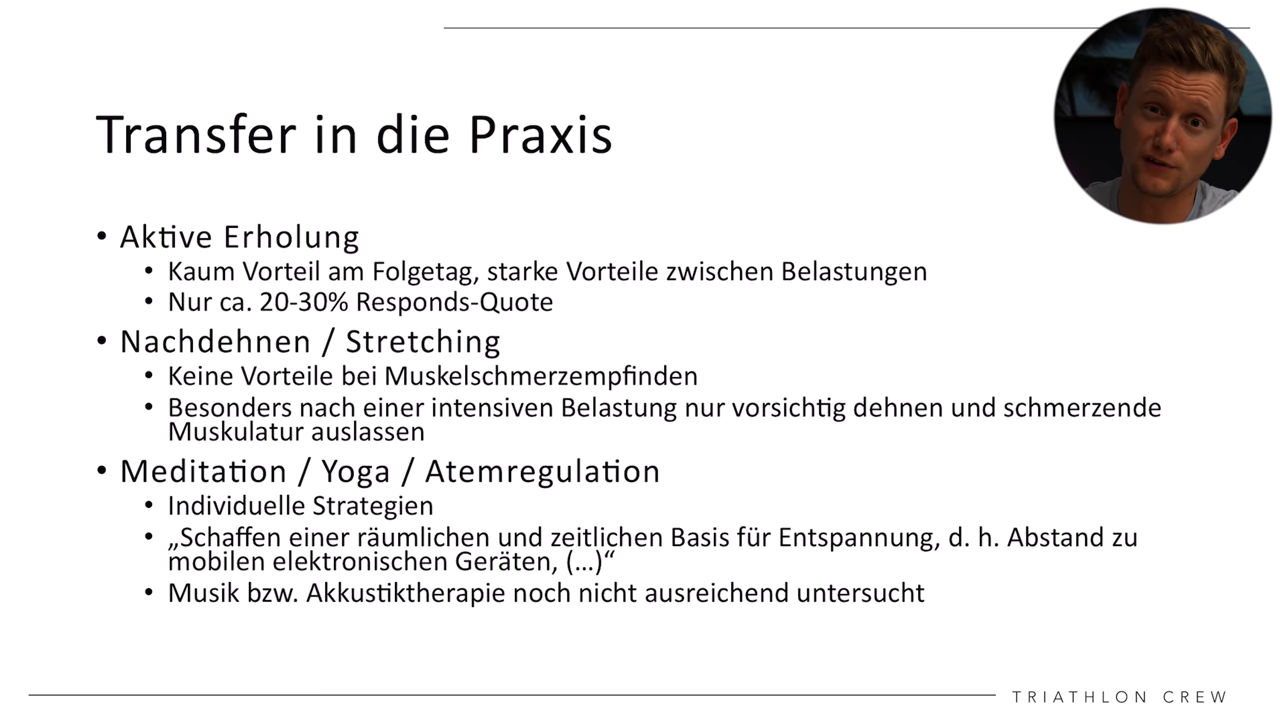 Transfer in die Praxis
• Aktive Erholung
• Kaum Vorteil am Folgetag, starke Vorteile zwischen Belastungen
• Nur ca. 20-30% Responds-Quote
• Nachdehnen / Stretching
• Keine Vorteile bei Muskelschmerzempfinden
• Besonders nach einer intensiven Belastung nur vorsichtig dehnen und schmerzende
Muskulatur auslassen
• Meditation / Yoga / Atemregulation
• Individuelle Strategien
• „Schaffen einer räumlichen und zeitlichen Basis für Entspannung, d. h. Abstand zu
mobilen elektronischen Geräten, (...)“
• Musik bzw. Akkustiktherapie noch nicht ausreichend untersucht
TRIATHLON CREW